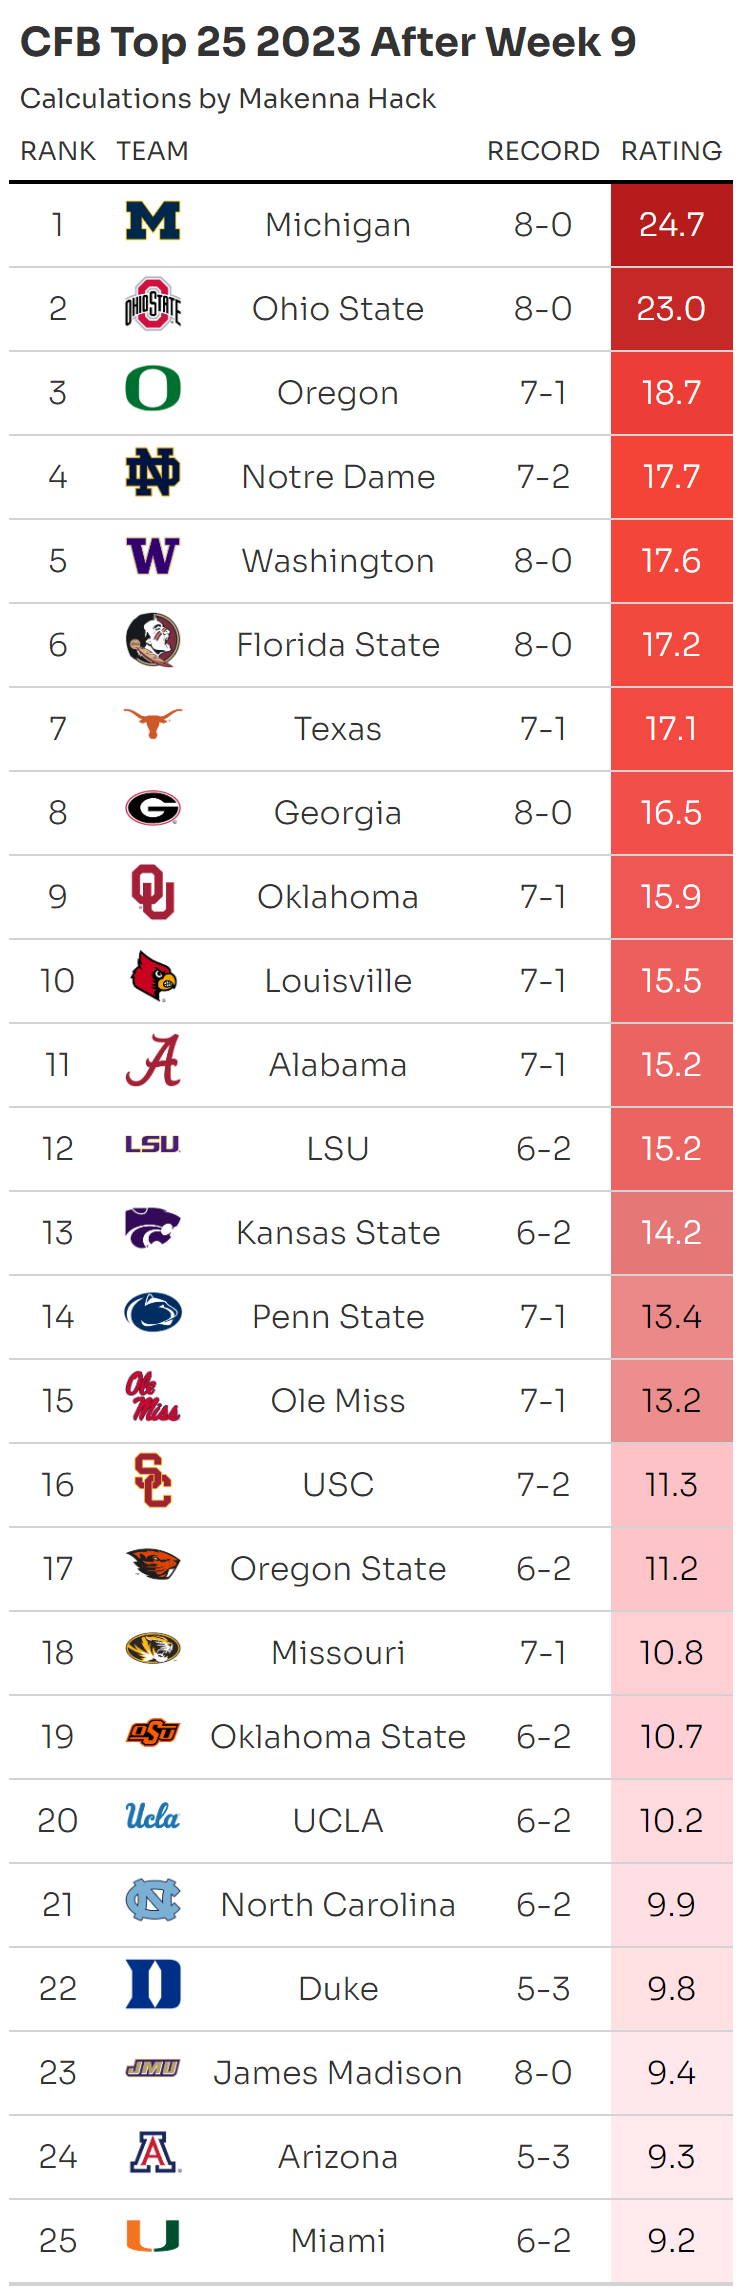 CFB Top 25 2023 After Week 9
Calculations by Makenna Hack
RANK TEAM RECORD RATING
1 M Michigan 8-0 24.7
2 OHIO STATE Ohio State 8-0 23.0
3 O Oregon 7-1 18.7
4 ND Notre Dame 7-2 17.7
5 W Washington 8-0 17.6
6 Florida State 8-0 17.2
7 Texas 7-1 17.1
8 G Georgia 8-0 16.5
9 OU Oklahoma 7-1 15.9
10 Louisville 7-1 15.5
11 A Alabama 7-1 15.2
12 LSU LSU 6-2 15.2
13 Kansas State 6-2 14.2
14 Penn State 7-1 13.4
15 Ole Miss Ole Miss 7-1 13.2
16 SC USC 7-2 11.3
17 Oregon State 6-2 11.2
18 Missouri 7-1 10.8
19 OSU Oklahoma State 6-2 10.7
20 Ucla UCLA 6-2 10.2
21 NC North Carolina 6-2 9.9
22 D Duke 5-3 9.8
23 JMU James Madison 8-0 9.4
24 A Arizona 5-3 9.3
25 U Miami 6-2 9.2